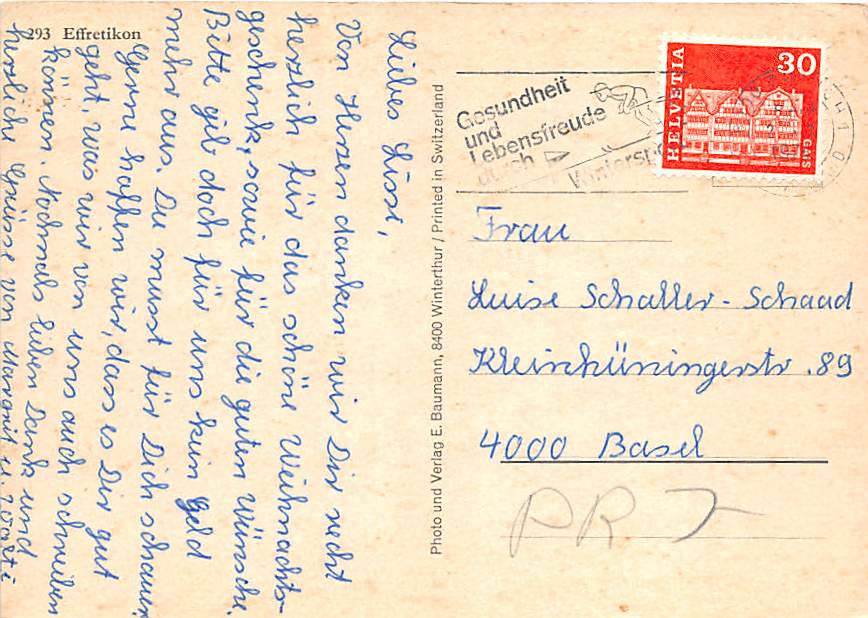 293 Effretikon
Liebes Lissi,
Von Herzen danken wir Dir recht
herzlich für das schöne Weihnachts-
geschenk, sowie für die guten Wünsche.
Bitte gib doch für uns kein Geld
mehr aus. Du musst für Dich schauen.
Gerne hoffen wir, dass es Dir gut
geht, was wir von uns auch schreiben
können. Nochmals lieben Dank und
herzliche Grüsse von Margrit u. Walti
Photo und Verlag E. Baumann, 8400 Winterthur / Printed in Switzerland
Gesundheit
und
Lebensfreude
durch
HELVETIA
30
GAIS
Frau
Luise Schaller-Schaad
Kleinhüningerstr. 89
4000 Basel
PR